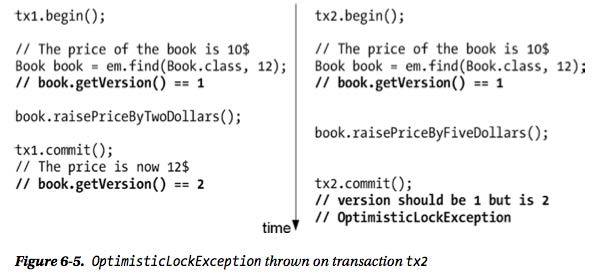 tx1.begin();
// The price of the book is 10$
Book book = em.find(Book.class, 12);
// book.getVersion() == 1
book.raisePriceByTwoDollars();
tx1.commit();
// The price is now 12$
// book.getVersion() == 2
tx2.begin();
// The price of the book is 10$
Book book = em.find(Book.class, 12);
// book.getVersion() == 1
book.raisePriceByFiveDollars();
tx2.commit();
// version should be 1 but is 2
// OptimisticLockException
time
Figure 6-5. OptimisticLockException thrown on transaction tx2